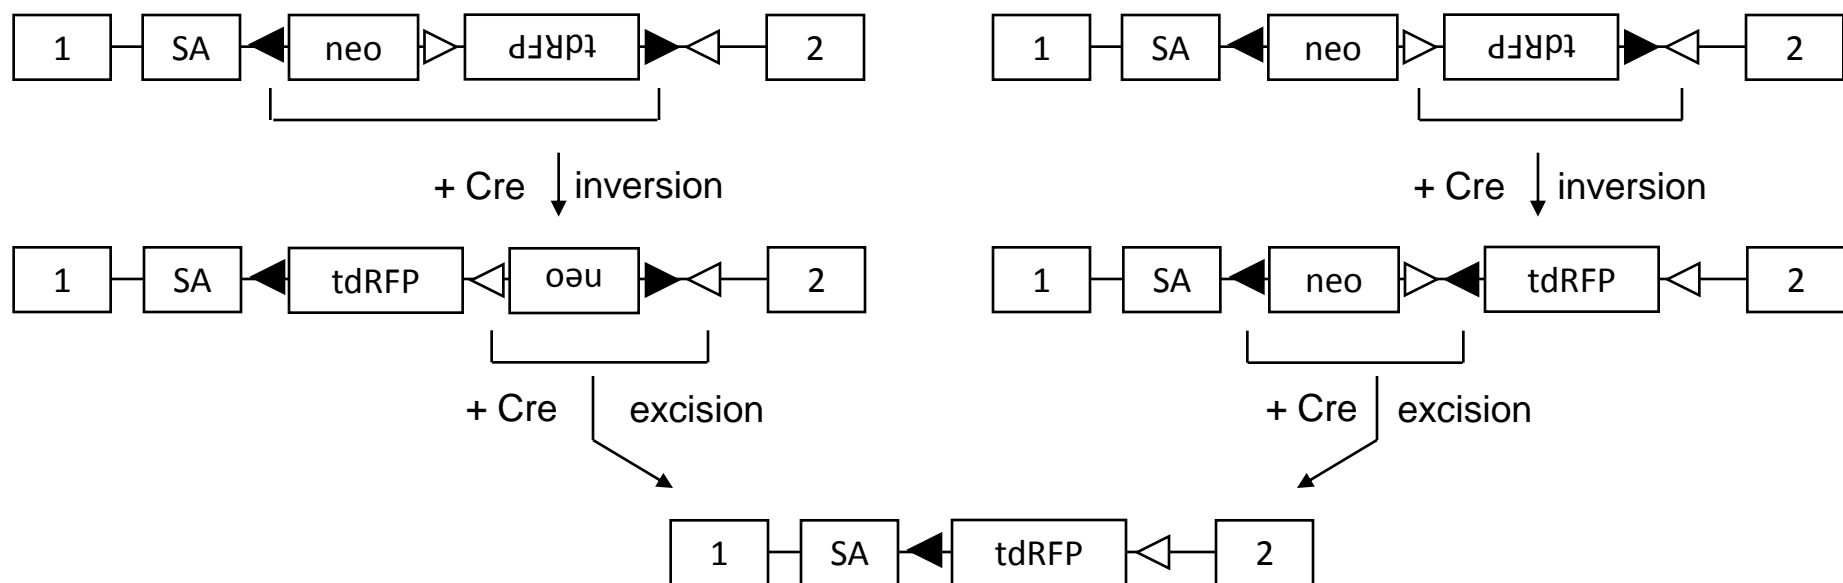 1 SA neo tdRFP 2 1 SA neo tdRFP 2
+ Cre inversion + Cre inversion
1 SA tdRFP neo 2 1 SA neo tdRFP 2
+ Cre excision + Cre excision
1 SA tdRFP 2